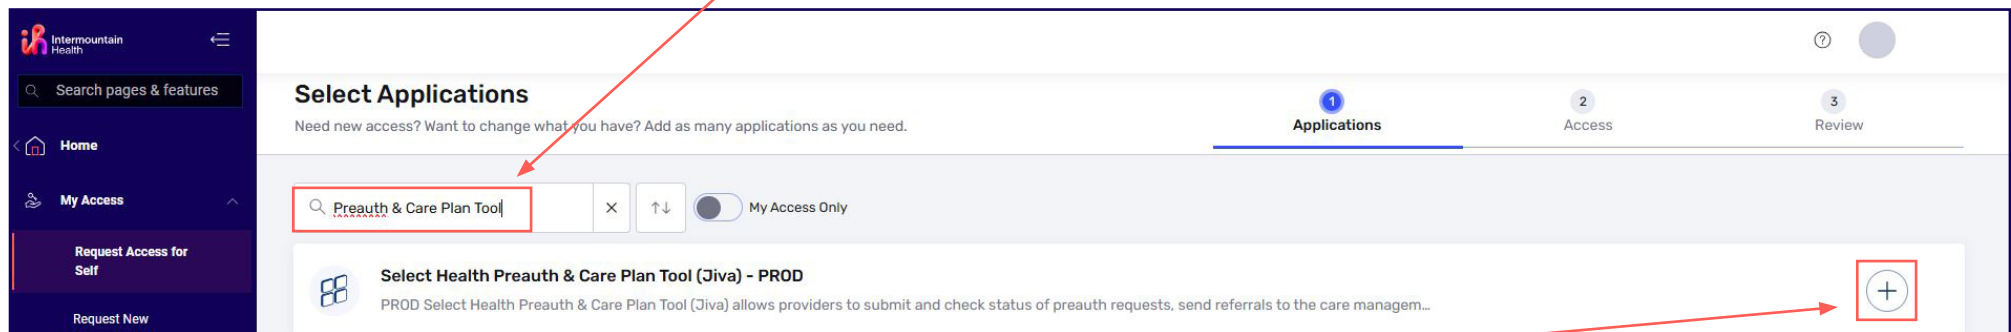 Intermountain
Health
Search pages & features
Home
My Access
Request Access for
Self
Request New
Select Applications
Need new access? Want to change what you have? Add as many applications as you need.
1
Applications
2
Access
3
Review
Preauth & Care Plan Tool
My Access Only
Select Health Preauth & Care Plan Tool (Jiva) - PROD
PROD Select Health Preauth & Care Plan Tool (Jiva) allows providers to submit and check status of preauth requests, send referrals to the care managem...